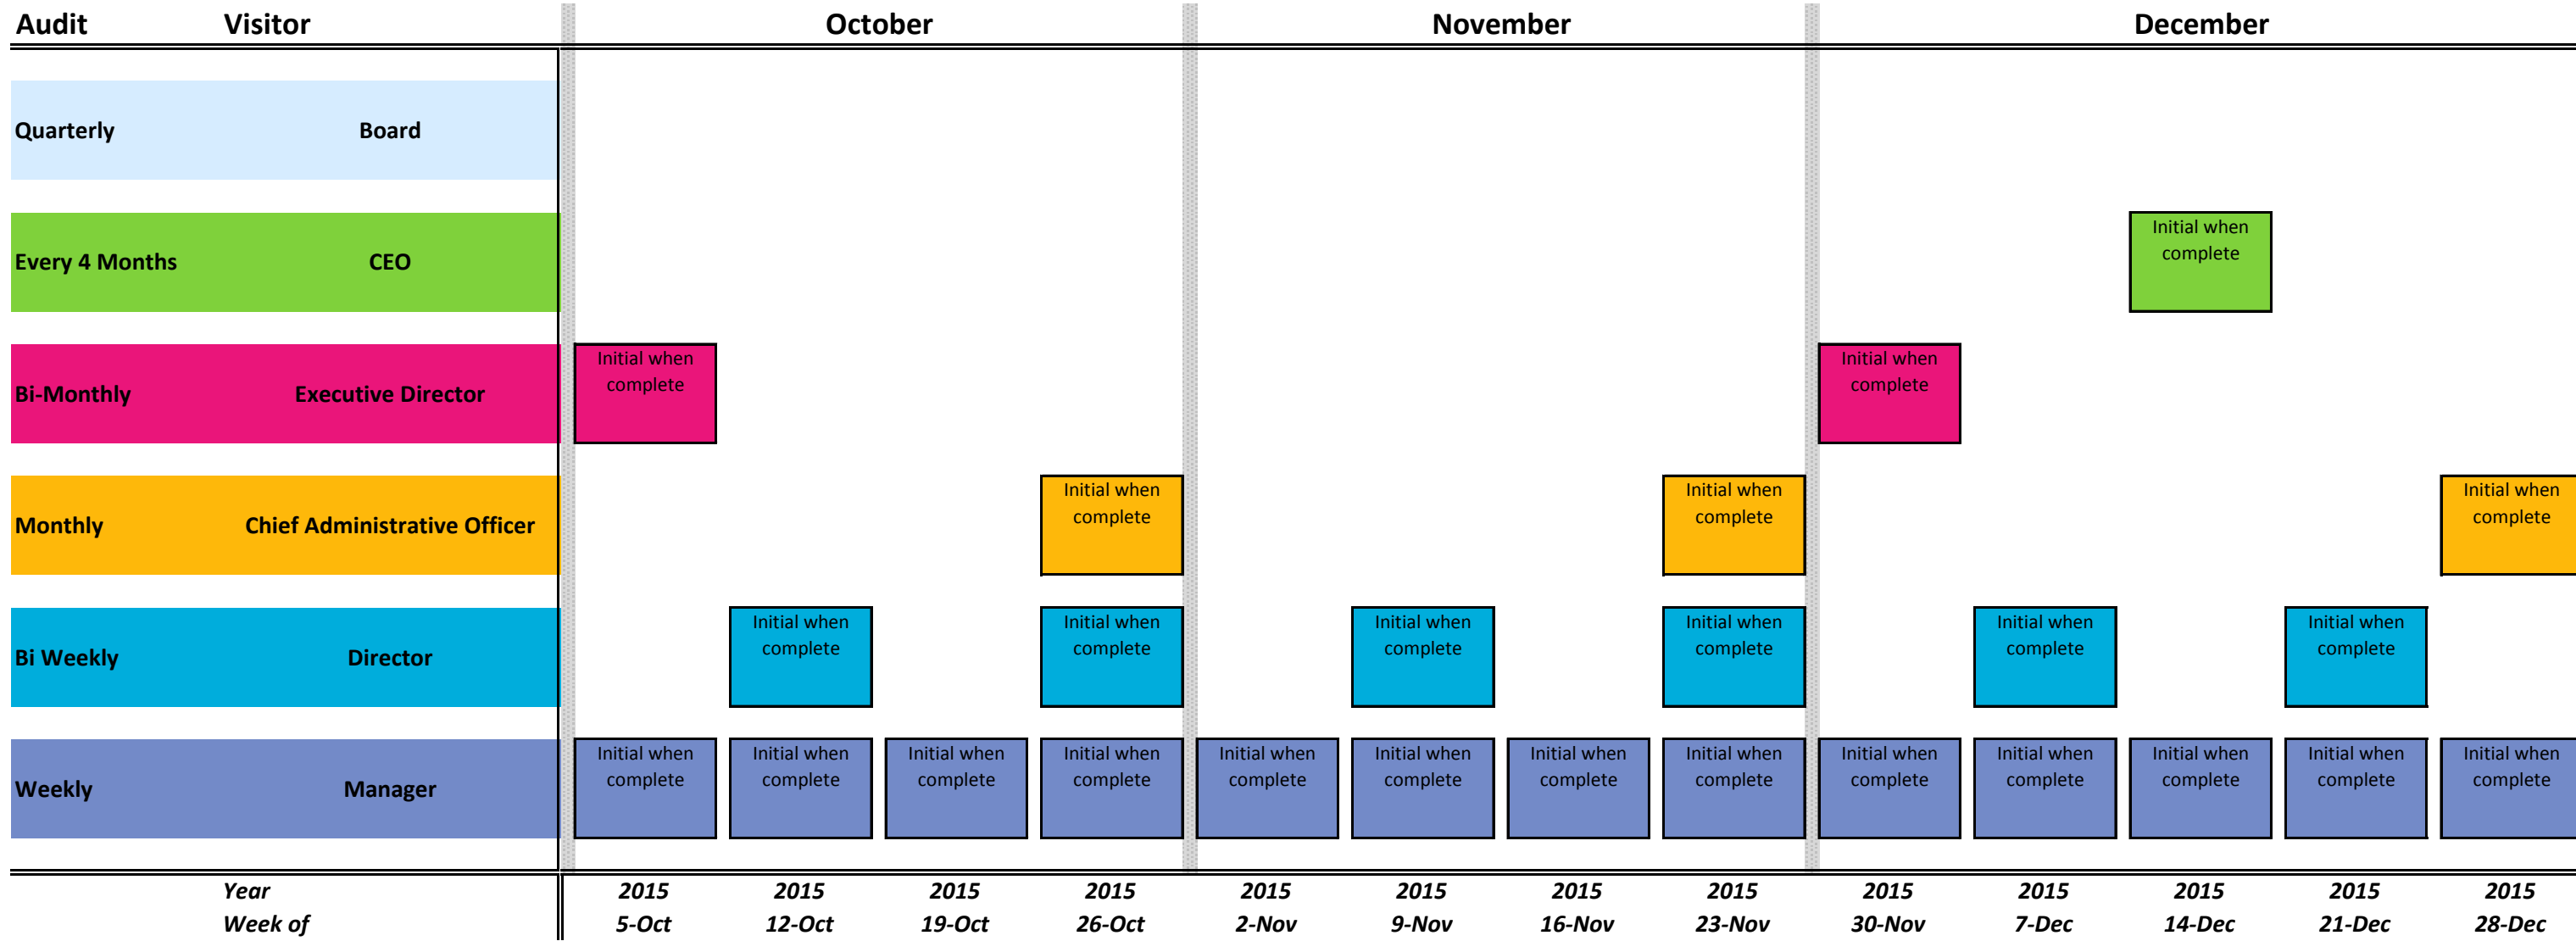 Audit Visitor October November December
Quarterly Board
Every 4 Months CEO Initial when
complete
Bi-Monthly Executive Director Initial when Initial when
complete complete
Monthly Chief Administrative Officer Initial when Initial when Initial when
complete complete complete
Bi Weekly Director Initial when Initial when Initial when Initial when Initial when Initial when
complete complete complete complete complete complete
Weekly Manager Initial when Initial when Initial when Initial when Initial when Initial when Initial when Initial when Initial when Initial when Initial when Initial when Initial when
complete complete complete complete complete complete complete complete complete complete complete complete complete
Year 2015 2015 2015 2015 2015 2015 2015 2015 2015 2015 2015 2015 2015
Week of 5-Oct 12-Oct 19-Oct 26-Oct 2-Nov 9-Nov 16-Nov 23-Nov 30-Nov 7-Dec 14-Dec 21-Dec 28-Dec